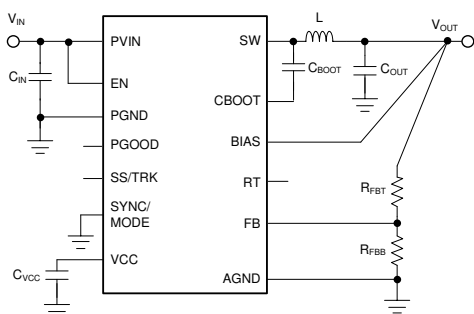 VIN
PVIN
SW
L
VOUT
CIN
EN
CBOOT
COUT
CBOOT
PGND
PGOOD
BIAS
SS/TRK
RT
RFBT
SYNC/
MODE
FB
RFBB
VCC
AGND
CVCC